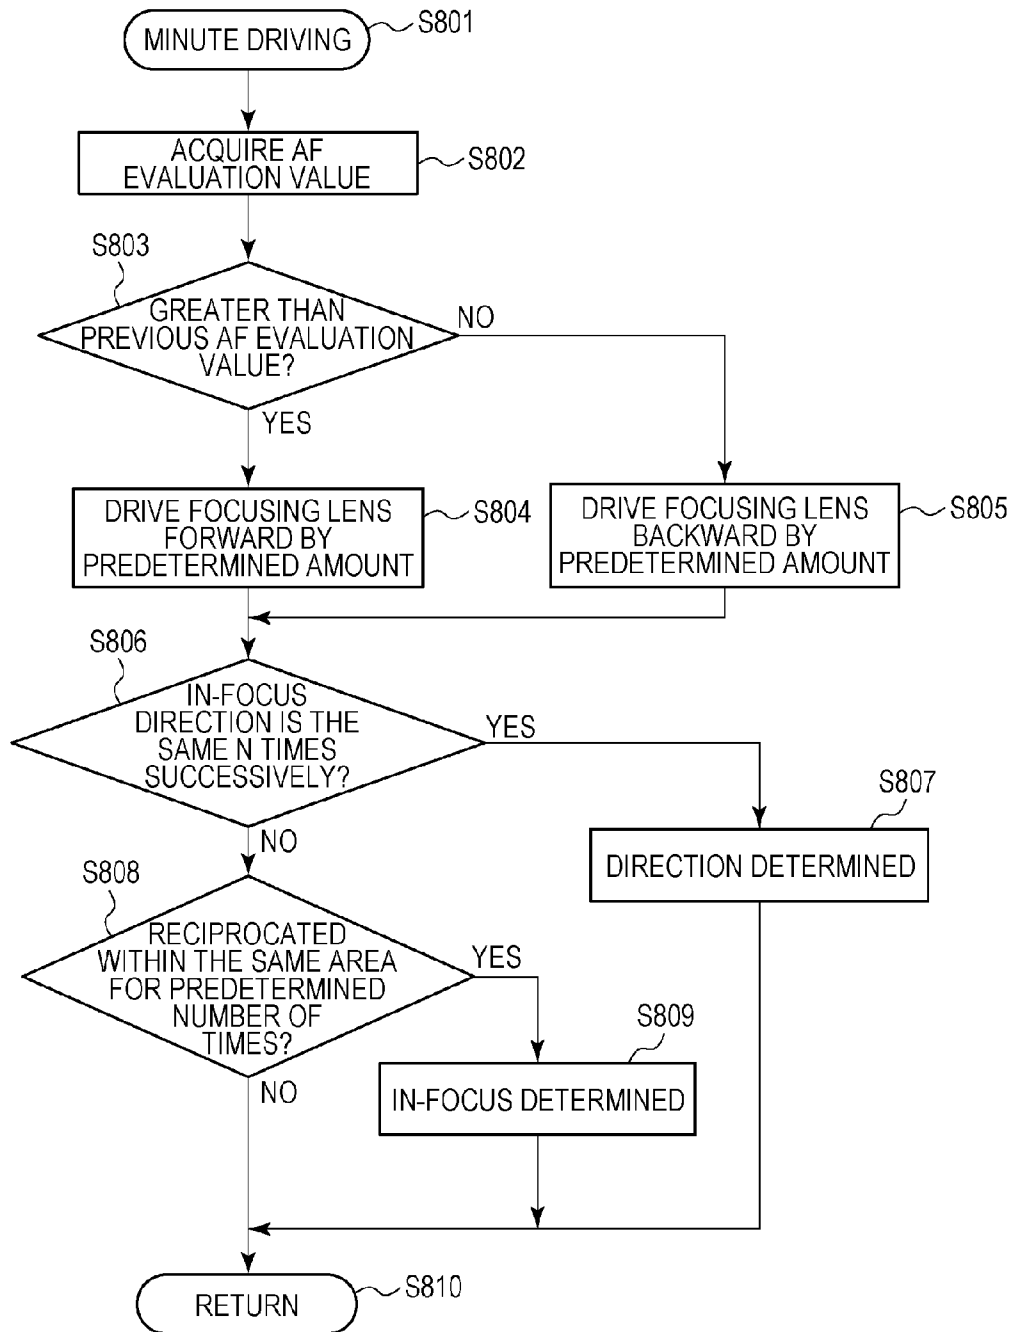 MINUTE DRIVING
S801
ACQUIRE AF
EVALUATION VALUE
S802
S803
GREATER THAN
PREVIOUS AF EVALUATION
VALUE?
NO
YES
DRIVE FOCUSING LENS
FORWARD BY
PREDETERMINED AMOUNT
S804
DRIVE FOCUSING LENS
BACKWARD BY
PREDETERMINED AMOUNT
S805
S806
IN-FOCUS
DIRECTION IS THE
SAME N TIMES
SUCCESSIVELY?
YES
NO
S807
DIRECTION DETERMINED
S808
RECIPROCATED
WITHIN THE SAME AREA
FOR PREDETERMINED
NUMBER OF
TIMES?
YES
NO
S809
IN-FOCUS DETERMINED
RETURN
S810